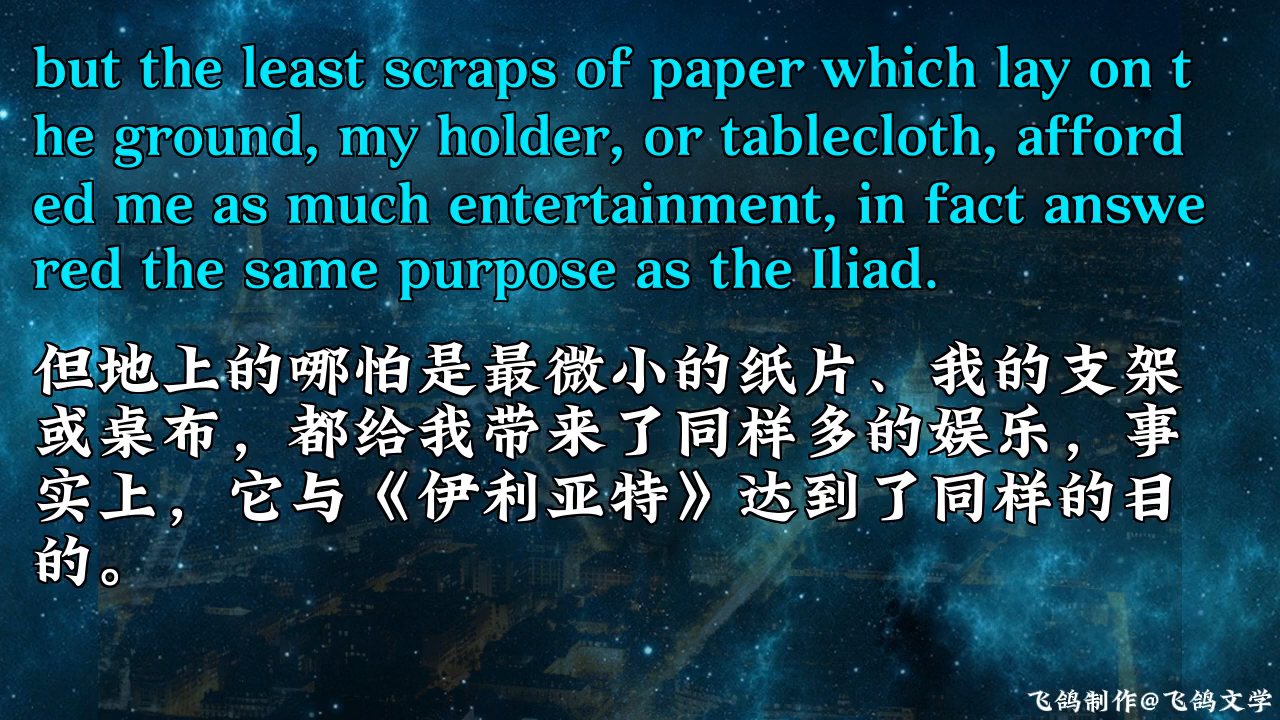 but the least scraps of paper which lay on t
he ground, my holder, or tablecloth, afford
ed me as much entertainment, in fact answe
red the same purpose as the Iliad.
但地上的哪怕是最微小的纸片、我的支架
或桌布，都给我带来了同样多的娱乐，事
实上，它与《伊利亚特》达到了同样的目
的。
飞鸽制作@飞鸽文学